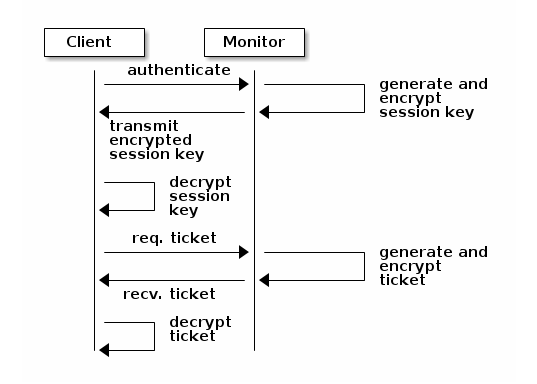 Client
Monitor
authenticate
generate and
encrypt
session key
transmit
encrypted
session key
decrypt
session
key
req. ticket
generate and
encrypt
ticket
recv. ticket
decrypt
ticket